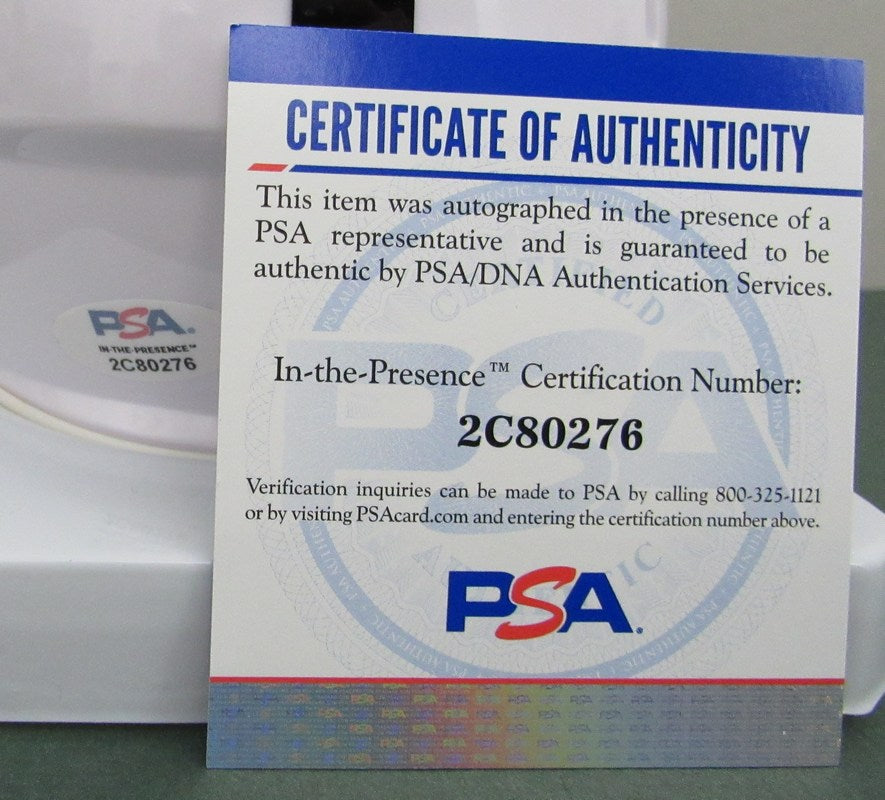 CERTIFICATE OF AUTHENTICITY
This item was autographed in the presence of a
PSA representative and is guaranteed to be
authentic by PSA/DNA Authentication Services.
In-the-Presence™ Certification Number:
2C80276
Verification inquiries can be made to PSA by calling 800-325-1121
or by visiting PSAcard.com and entering the certification number above.
PSA.
PSA.
IN-THE-PRESENCE™
2C80276